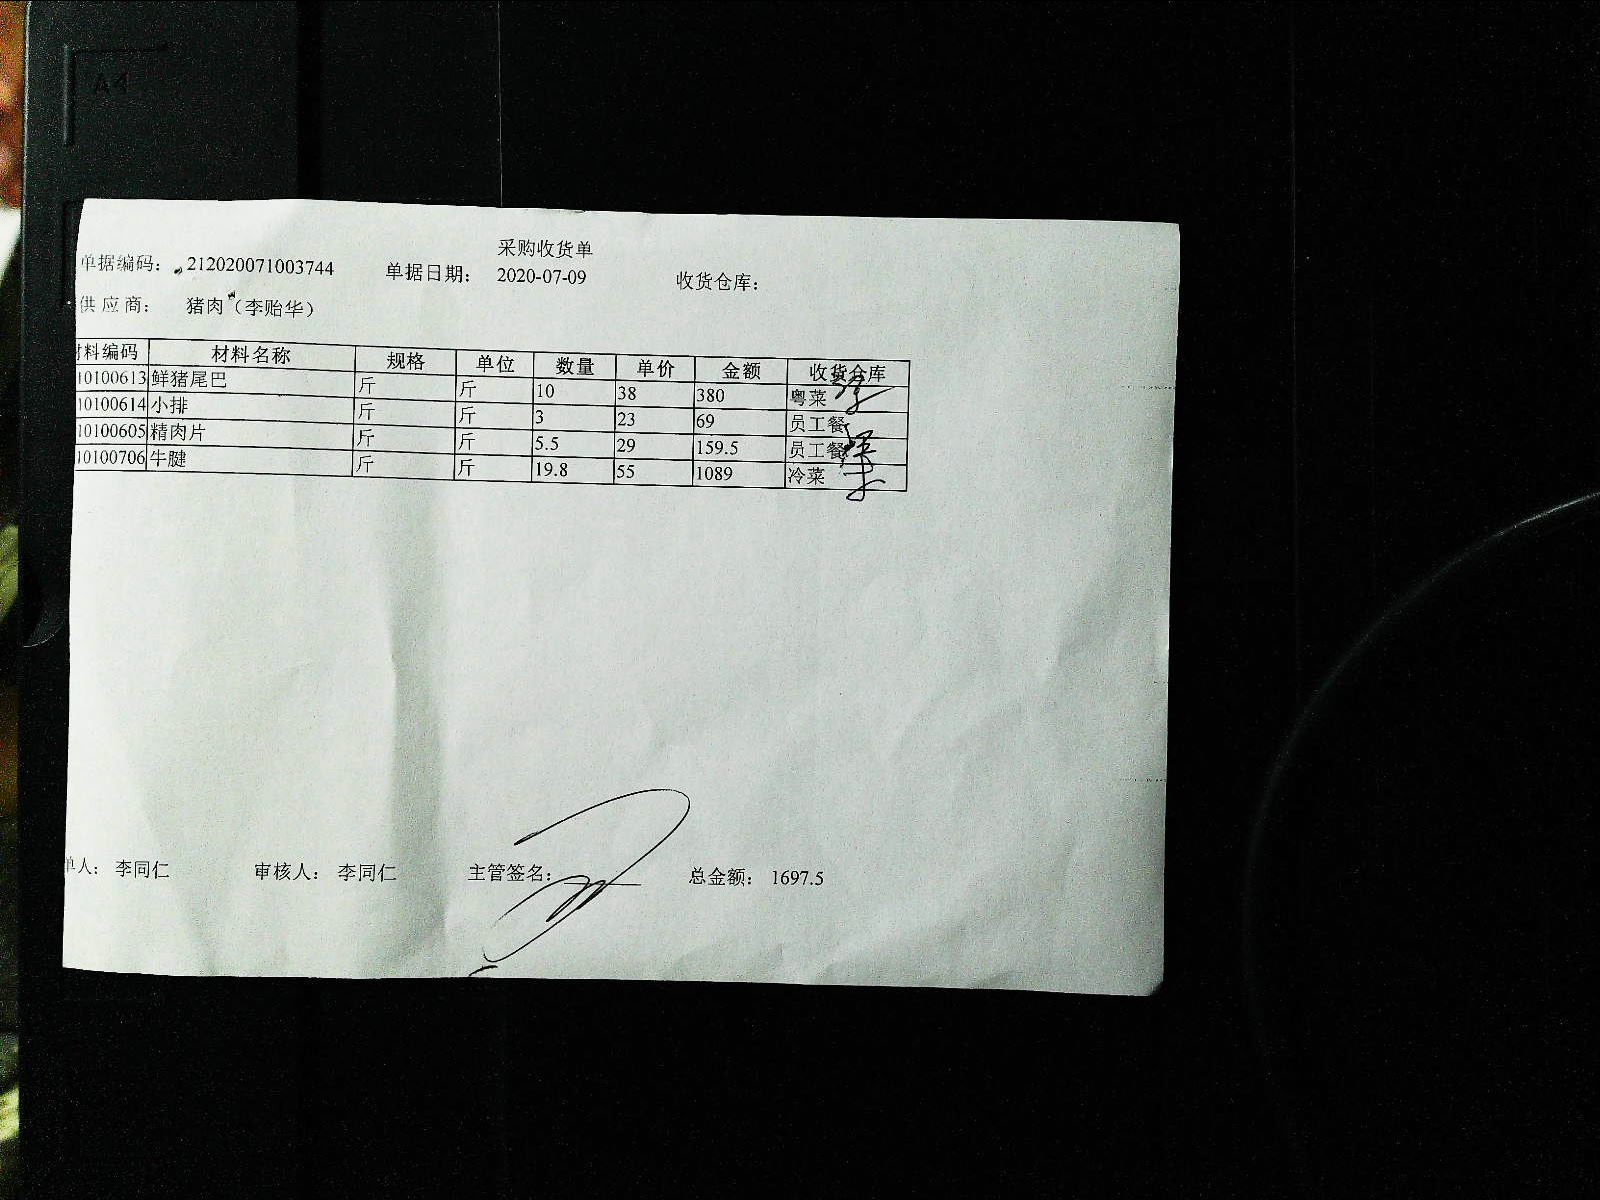 A4
采购收货单
单据编码： 212020071003744 单据日期： 2020-07-09 收货仓库：
供应商： 猪肉（李贻华）
材料编码 材料名称 规格 单位 数量 单价 金额 收货仓库
10100613 鲜猪尾巴 斤 斤 10 38 380 粤菜
10100614 小排 斤 斤 3 23 69 员工餐
10100605 精肉片 斤 斤 5.5 29 159.5 员工餐
10100706 牛腱 斤 斤 19.8 55 1089 冷菜
单人： 李同仁 审核人： 李同仁 主管签名： 总金额： 1697.5